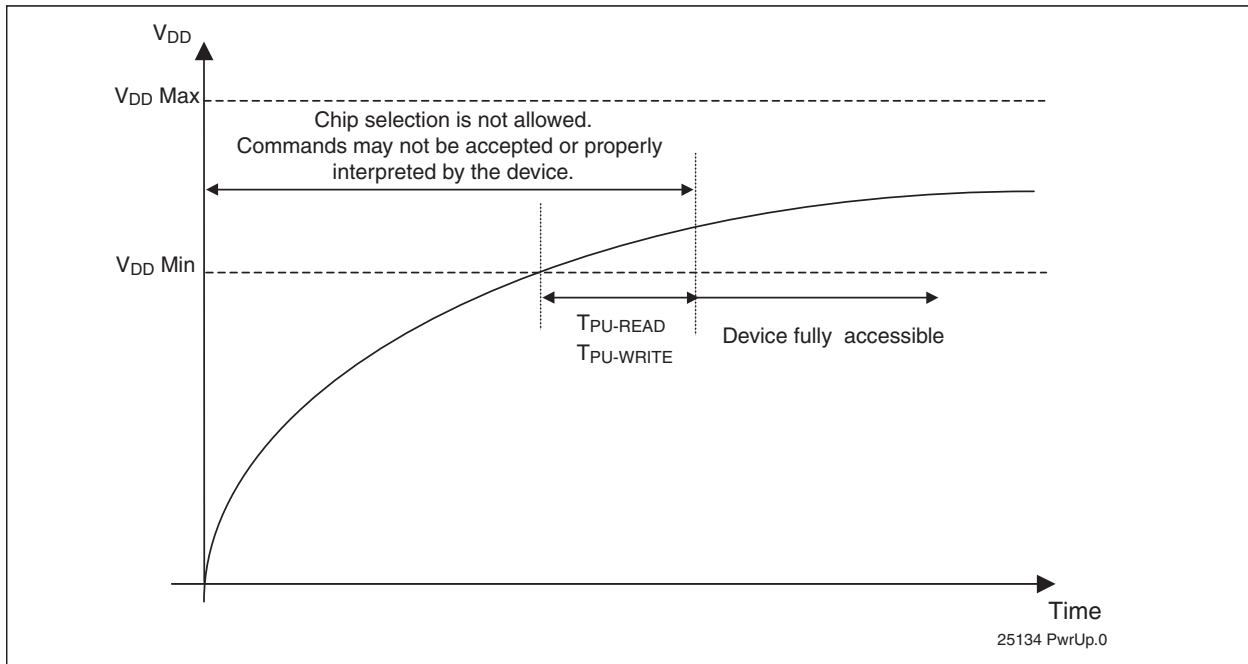 VDD
VDD Max
Chip selection is not allowed.
Commands may not be accepted or properly
interpreted by the device.
VDD Min
TPU-READ
TPU-WRITE
Device fully accessible
Time
25134 PwrUp.0